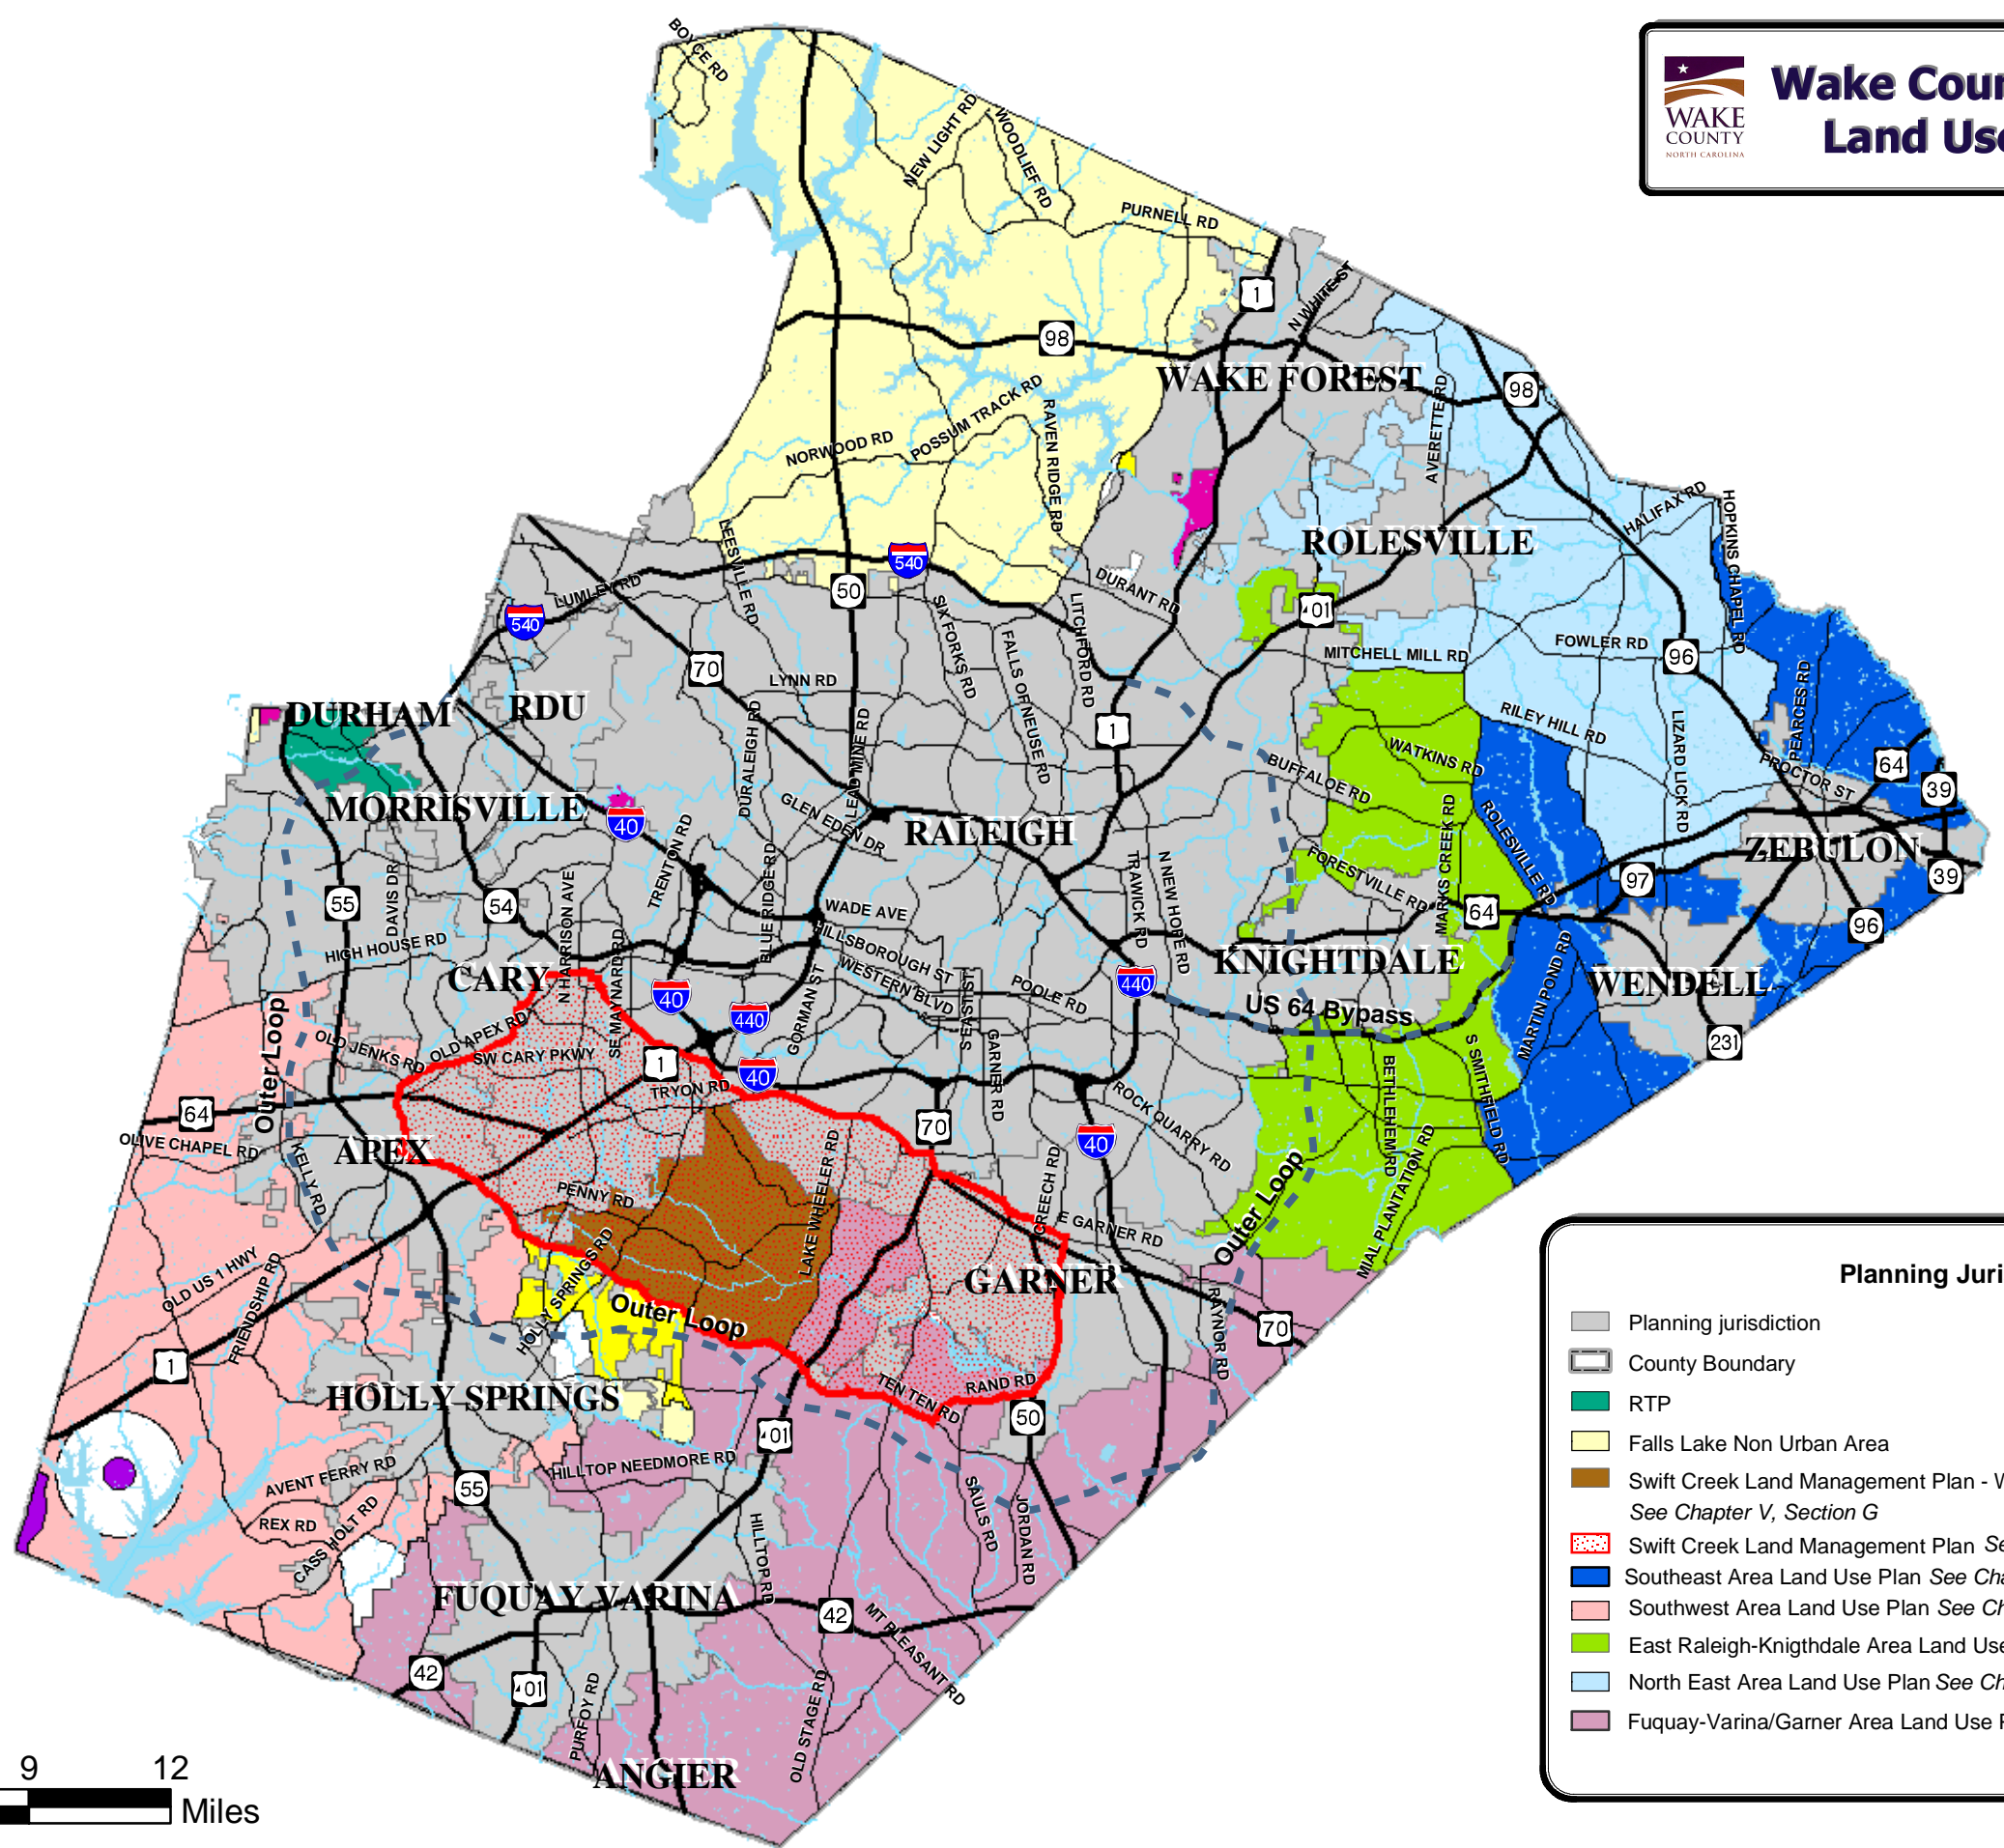 Wake Coun
Land Use
WAKE
COUNTY
NORTH CAROLINA
BOYCE RD
NEW LIGHT RD
WOODLIEF RD
PURNELL RD
1
N WHITE ST
98
WAKE FOREST
98
POSSUM TRACK RD
RAVEN RIDGE RD
NORWOOD RD
AVERETTE RD
HALIFAX RD
HOPKINS CHAPEL RD
ROLESVILLE
LEESVILLE RD
540
50
LUMLEY RD
540
DURANT RD
LITCHFORD RD
SIX FORKS RD
FALLS OF NEUSE RD
401
MITCHELL MILL RD
FOWLER RD
96
70
LYNN RD
DURHAM
RDU
1
RILEY HILL RD
LIZARD LICK RD
PEARCES RD
WATKINS RD
BUFFALOE RD
PROCTOR ST
64
39
DURALEIGH RD
LEAD MINE RD
GLEN EDEN DR
MORRISVILLE
40
RALEIGH
ZEBULON
ROLESVILLE RD
MARKS CREEK RD
FORESTVILLE RD
TRENTON RD
BLUE RIDGE RD
TRAWICK RD
N NEW HOPE RD
97
39
55
DAVIS DR
54
N HARRISON AVE
WADE AVE
64
96
HIGH HOUSE RD
SE MAYNARD RD
HILLSBOROUGH ST
WESTERN BLVD
KNIGHTDALE
MARTIN POND RD
WENDELL
CARY
40
440
GORMAN ST
S EAST ST
POOLE RD
440
US 64 Bypass
231
Outer Loop
OLD JENKS RD
OLD APEX RD
SW CARY PKWY
1
TRYON RD
40
GARNER RD
ROCK QUARRY RD
BETHLEHEM RD
S SMITHFIELD RD
64
OLIVE CHAPEL RD
APEX
KELLY RD
70
40
LAKE WHEELER RD
CREECH RD
E GARNER RD
Outer Loop
MIAL PLANTATION RD
PENNY RD
OLD US 1 HWY
FRIENDSHIP RD
HOLLY SPRINGS RD
Outer Loop
GARNER
RAYNOR RD
70
1
HOLLY SPRINGS
TEN TEN RD
RAND RD
50
401
HILLTOP NEEDMORE RD
AVENT FERRY RD
REX RD
CASS HOLT RD
55
HILLTOP RD
SAULS RD
JORDAN RD
FUQUAY VARINA
42
MT PLEASANT RD
42
401
PURFOY RD
OLD STAGE RD
ANGIER
9 12
Miles
Planning Juri
Planning jurisdiction
County Boundary
RTP
Falls Lake Non Urban Area
Swift Creek Land Management Plan - W
See Chapter V, Section G
Swift Creek Land Management Plan Se
Southeast Area Land Use Plan See Cha
Southwest Area Land Use Plan See Ch
East Raleigh-Knigthdale Area Land Use
North East Area Land Use Plan See Ch
Fuquay-Varina/Garner Area Land Use P